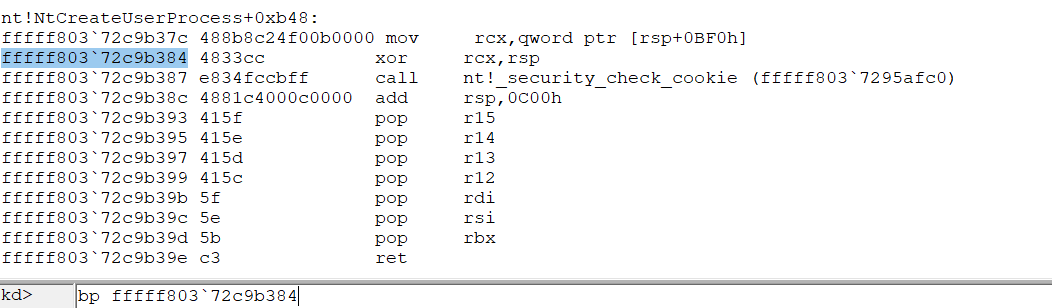 nt!NtCreateUserProcess+0xb48:
fffff803`72c9b37c 488b8c24f00b0000 mov rcx,qword ptr [rsp+0BF0h]
fffff803`72c9b384 4833cc xor rcx,rsp
fffff803`72c9b387 e834fccbff call nt!_security_check_cookie (fffff803`7295afc0)
fffff803`72c9b38c 4881c4000c0000 add rsp,0C00h
fffff803`72c9b393 415f pop r15
fffff803`72c9b395 415e pop r14
fffff803`72c9b397 415d pop r13
fffff803`72c9b399 415c pop r12
fffff803`72c9b39b 5f pop rdi
fffff803`72c9b39c 5e pop rsi
fffff803`72c9b39d 5b pop rbx
fffff803`72c9b39e c3 ret
kd> bp fffff803`72c9b384